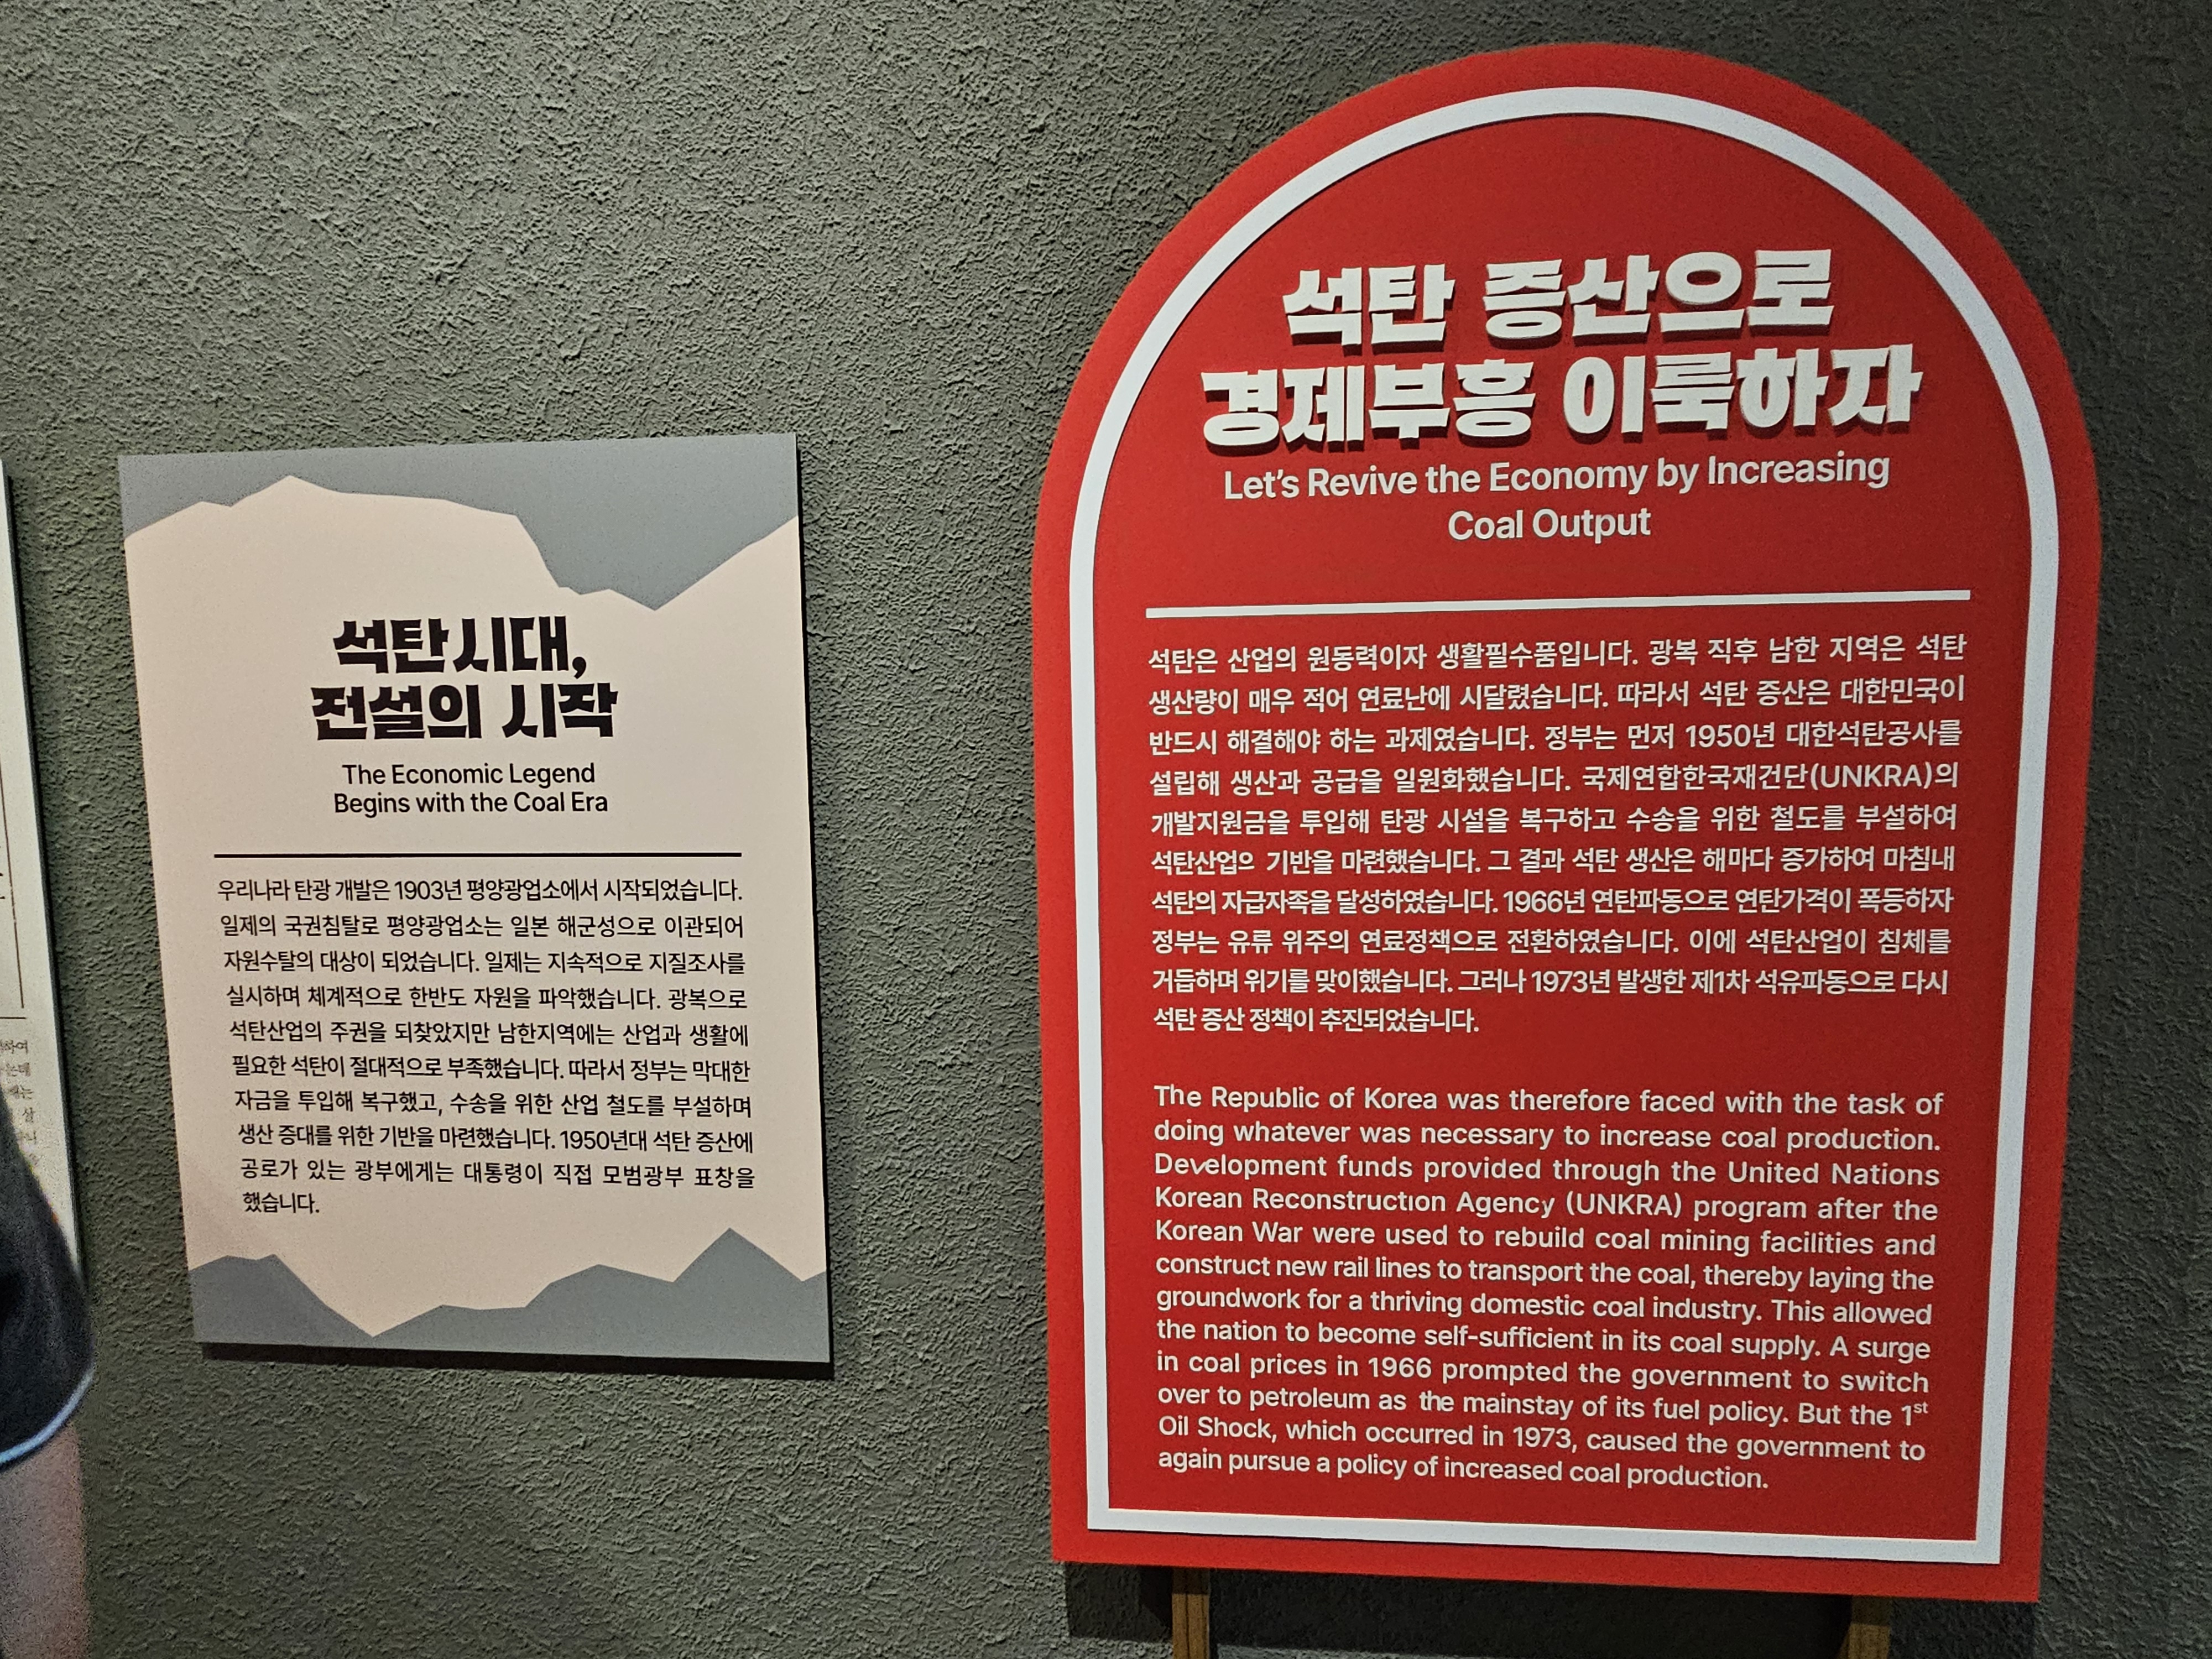 석탄시대,
전설의 시작
The Economic Legend
Begins with the Coal Era
우리나라 탄광 개발은 1903년 평양광업소에서 시작되었습니다.
일제의 국권침탈로 평양광업소는 일본 해군성으로 이관되어
자원수탈의 대상이 되었습니다. 일제는 지속적으로 지질조사를
실시하며 체계적으로 한반도 자원을 파악했습니다. 광복으로
석탄산업의 주권을 되찾았지만 남한지역에는 산업과 생활에
필요한 석탄이 절대적으로 부족했습니다. 따라서 정부는 막대한
자금을 투입해 복구했고, 수송을 위한 산업 철도를 부설하며
생산 증대를 위한 기반을 마련했습니다. 1950년대 석탄 증산에
공로가 있는 광부에게는 대통령이 직접 모범광부 표창을
했습니다.
석탄 증산으로
경제부흥 이룩하자
Let's Revive the Economy by Increasing
Coal Output
석탄은 산업의 원동력이자 생활필수품입니다. 광복 직후 남한 지역은 석탄
생산량이 매우 적어 연료난에 시달렸습니다. 따라서 석탄 증산은 대한민국이
반드시 해결해야 하는 과제였습니다. 정부는 먼저 1950년 대한석탄공사를
설립해 생산과 공급을 일원화했습니다. 국제연합한국재건단(UNKRA)의
개발지원금을 투입해 탄광 시설을 복구하고 수송을 위한 철도를 부설하여
석탄산업으 기반을 마련했습니다. 그 결과 석탄 생산은 해마다 증가하여 마침내
석탄의 자급자족을 달성하였습니다. 1966년 연탄파동으로 연탄가격이 폭등하자
정부는 유류 위주의 연료정책으로 전환하였습니다. 이에 석탄산업이 침체를
거듭하며 위기를 맞이했습니다. 그러나 1973년 발생한 제1차 석유파동으로 다시
석탄 증산 정책이 추진되었습니다.
The Republic of Korea was therefore faced with the task of
doing whatever was necessary to increase coal production.
Development funds provided through the United Nations
Korean Reconstruction Agency (UNKRA) program after the
Korean War were used to rebuild coal mining facilities and
construct new rail lines to transport the coal, thereby laying the
groundwork for a thriving domestic coal industry. This allowed
the nation to become self-sufficient in its coal supply. A surge
in coal prices in 1966 prompted the government to switch
over to petroleum as the mainstay of its fuel policy. But the 1st
Oil Shock, which occurred in 1973, caused the government to
again pursue a policy of increased coal production.